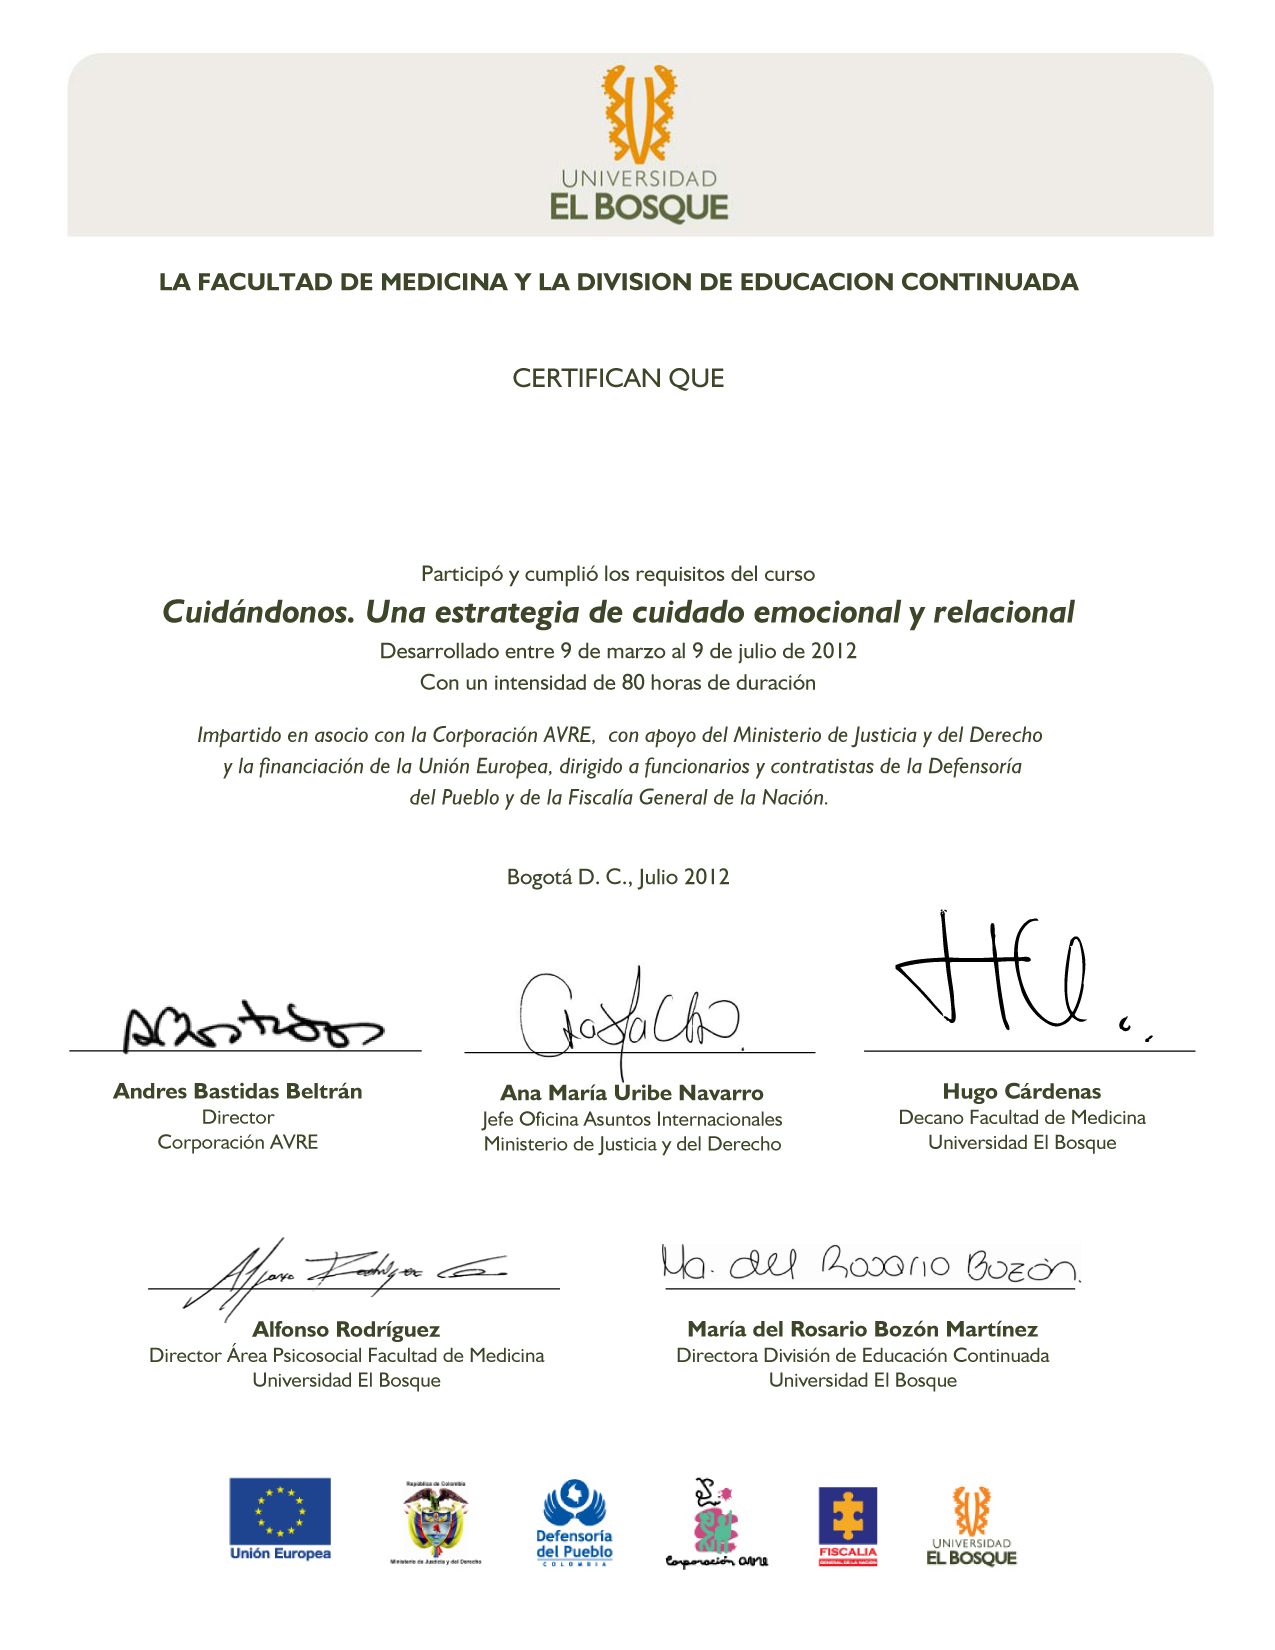 UNIVERSIDAD
EL BOSQUE
LA FACULTAD DE MEDICINA Y LA DIVISION DE EDUCACION CONTINUADA
CERTIFICAN QUE
Participó y cumplió los requisitos del curso
Cuidándonos. Una estrategia de cuidado emocional y relacional
Desarrollado entre 9 de marzo al 9 de julio de 2012
Con un intensidad de 80 horas de duración
Impartido en asocio con la Corporación AVRE, con apoyo del Ministerio de Justicia y del Derecho
y la financiación de la Unión Europea, dirigido a funcionarios y contratistas de la Defensoría
del Pueblo y de la Fiscalía General de la Nación.
Bogotá D. C., Julio 2012
Andres Bastidas Beltrán
Director
Corporación AVRE
Ana María Uribe Navarro
Jefe Oficina Asuntos Internacionales
Ministerio de Justicia y del Derecho
Hugo Cárdenas
Decano Facultad de Medicina
Universidad El Bosque
Ma. del Rosario Bozón.
Alfonso Rodríguez
Director Área Psicosocial Facultad de Medicina
Universidad El Bosque
María del Rosario Bozón Martínez
Directora División de Educación Continuada
Universidad El Bosque
Unión Europea
República de Colombia
Ministerio de Justicia y del Derecho
Defensoría
del Pueblo
COLOMBIA
Corporación AVRE
FISCALIA
GENERAL DE LA NACION
UNIVERSIDAD
EL BOSQUE